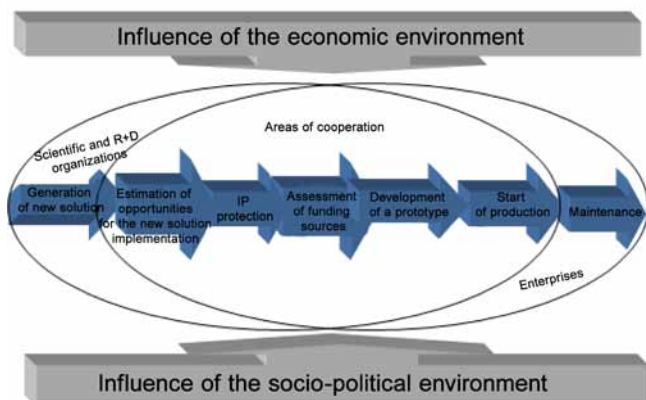 Influence of the economic environment
Areas of cooperation
Scientific and R+D
organizations
Generation
of new solution
Estimation of
opportunities
for the new solution
implementation
IP
protection
Assessment
of funding
sources
Development
of a prototype
Start
of production
Maintenance
Enterprises
Influence of the socio-political environment